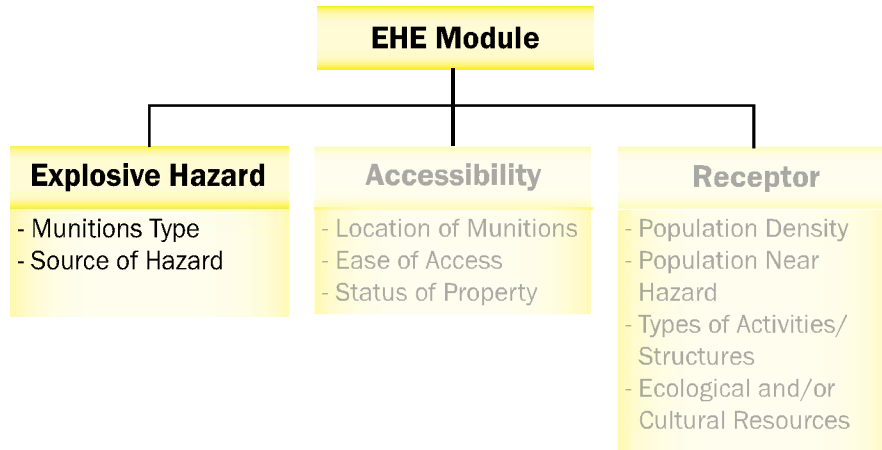 EHE Module
Explosive Hazard
- Munitions Type
- Source of Hazard
Accessibility
- Location of Munitions
- Ease of Access
- Status of Property
Receptor
- Population Density
- Population Near
Hazard
- Types of Activities/
Structures
- Ecological and/or
Cultural Resources